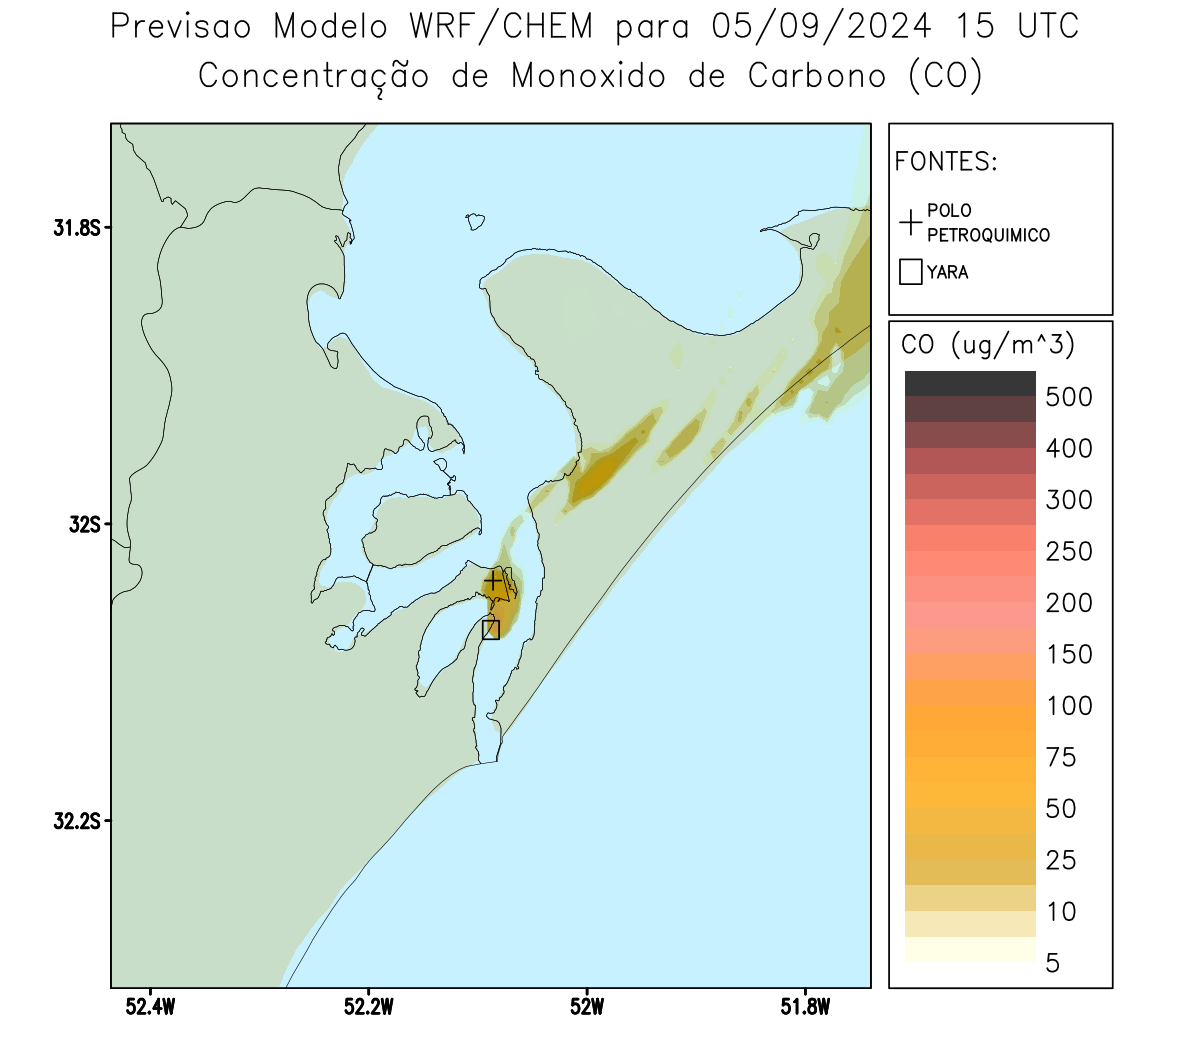 Previsao Modelo WRF/CHEM para 05/09/2024 15 UTC
Concentração de Monoxido de Carbono (CO)
FONTES:
POLO
PETROQUIMICO
YARA
CO (ug/m^3)
500
400
300
250
200
150
100
75
50
25
10
5
31.8S
32S
32.2S
52.4W
52.2W
52W
51.8W